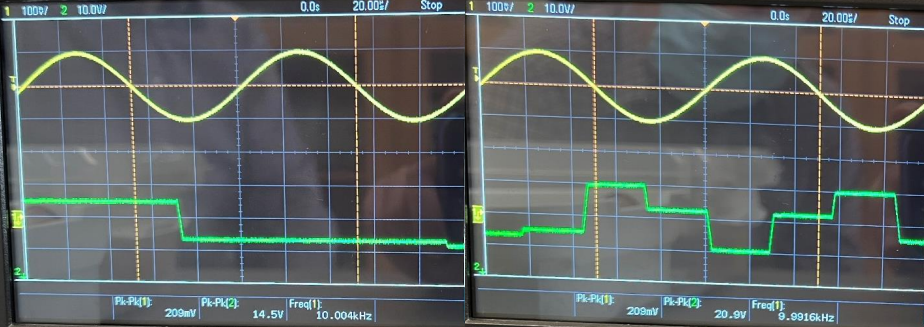 1 100%/ 2 10.0V/ 0.0s 20.00%/ Stop
Pk-Pk(1): Pk-Pk(2): Freq(1):
209mV 14.5V 10.004kHz
1 100%/ 2 10.0V/ 0.0s 20.00%/ Stop
Pk-Pk(1): Pk-Pk(2): Freq(1):
209mV 20.9V 9.9916kHz